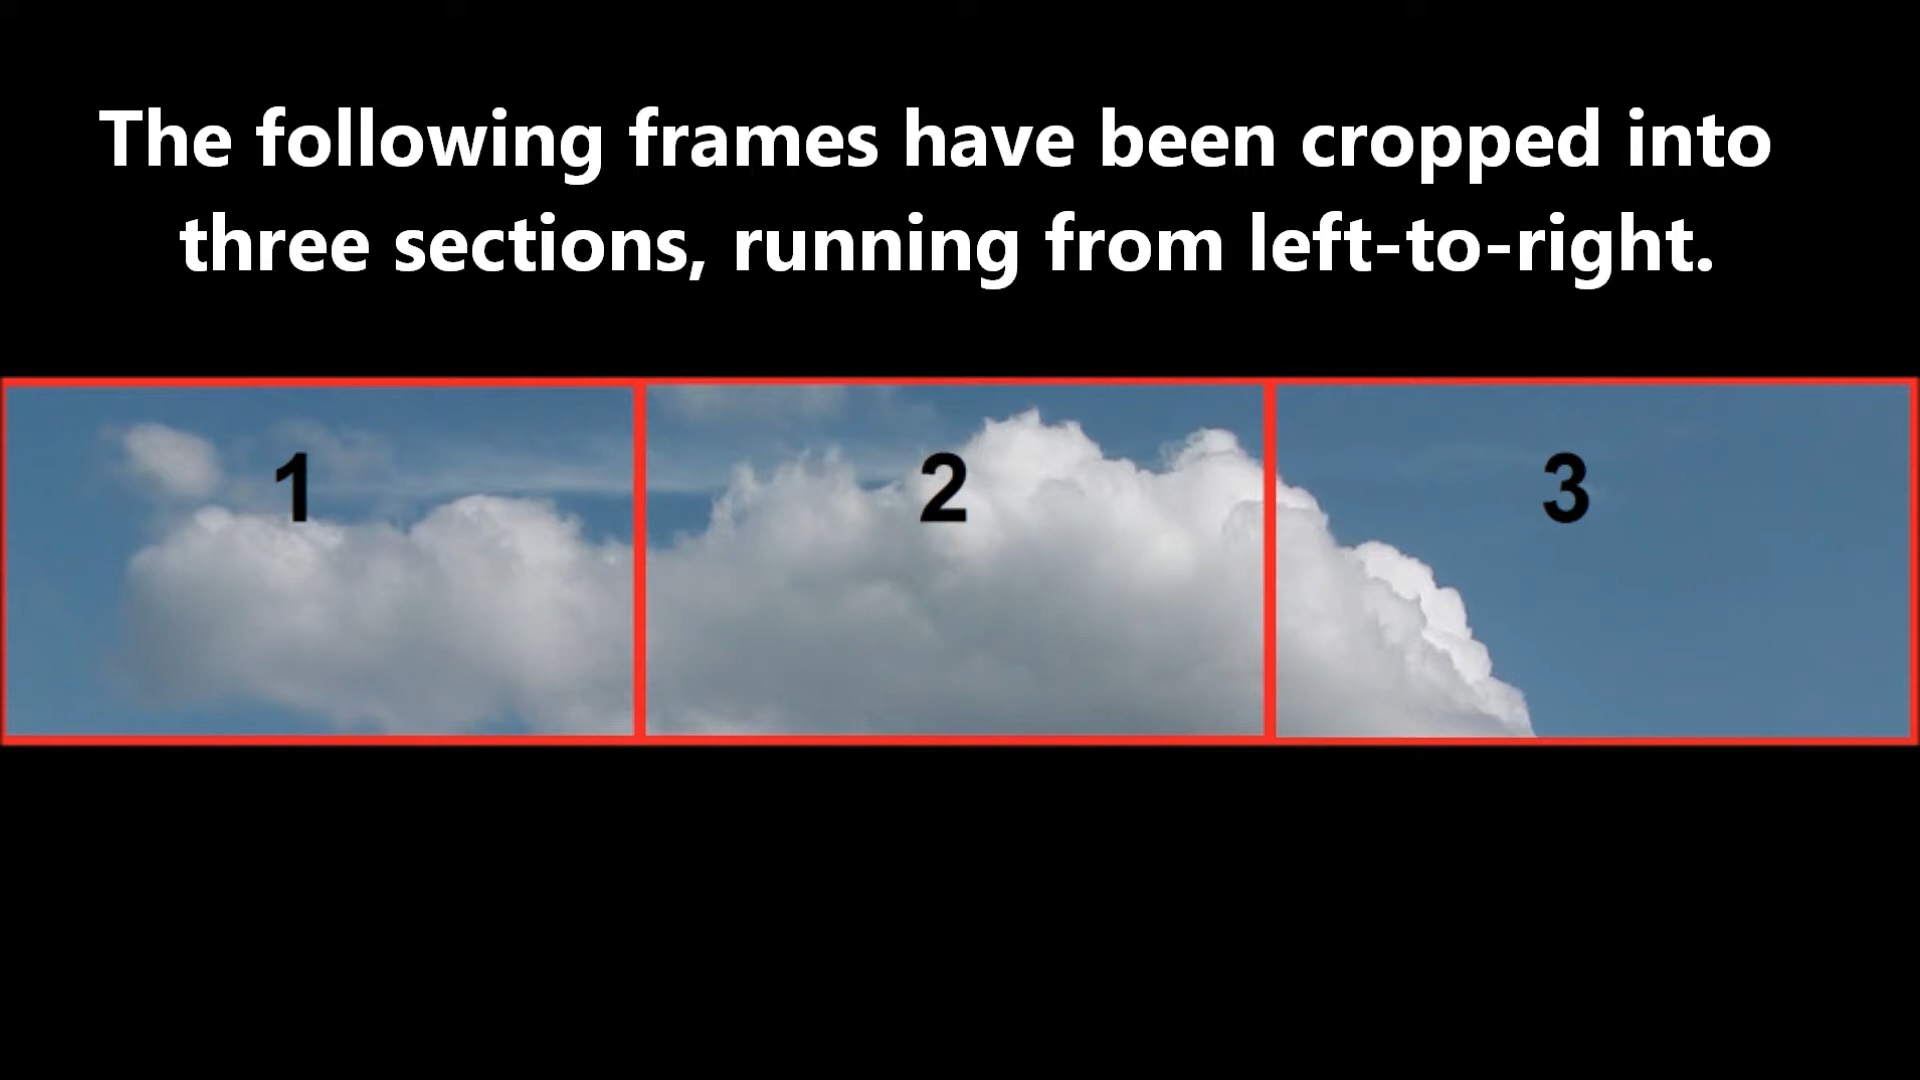 The following frames have been cropped into
three sections, running from left-to-right.
1 2 3